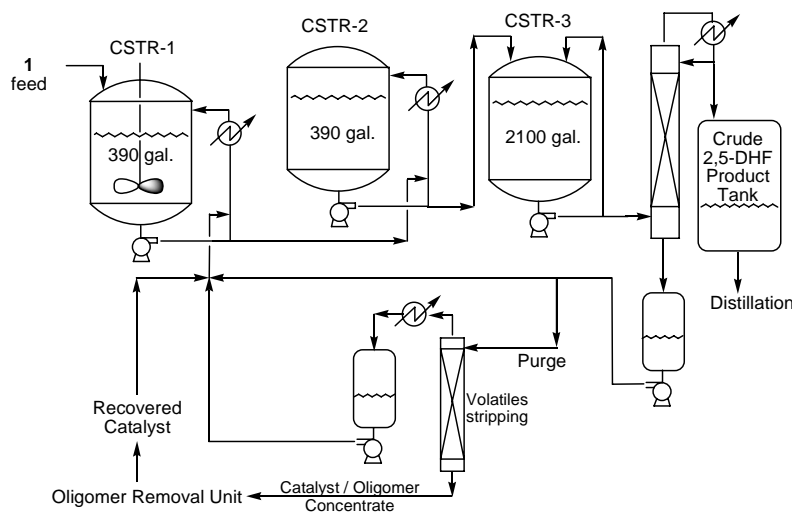 CSTR-1
CSTR-2
CSTR-3
1
feed
390 gal.
390 gal.
2100 gal.
Crude
2,5-DHF
Product
Tank
Distillation
Purge
Volatiles
stripping
Recovered
Catalyst
Oligomer Removal Unit
Catalyst / Oligomer
Concentrate